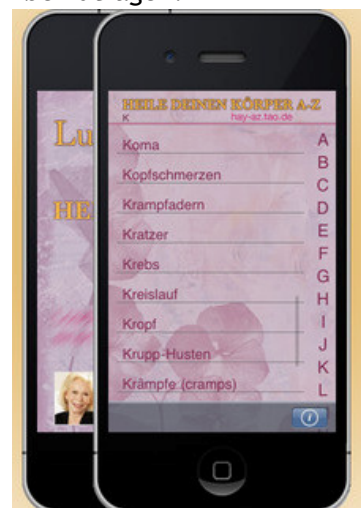 Lu
HE
HEILE DEINEN KÖRPER A-Z
K
hay-az.tao.de
Koma
Kopfschmerzen
Krampfadern
Kratzer
Krebs
Kreislauf
Kropf
Krupp-Husten
Krämpfe (cramps)
A
B
C
D
E
F
G
H
I
J
K
L
i